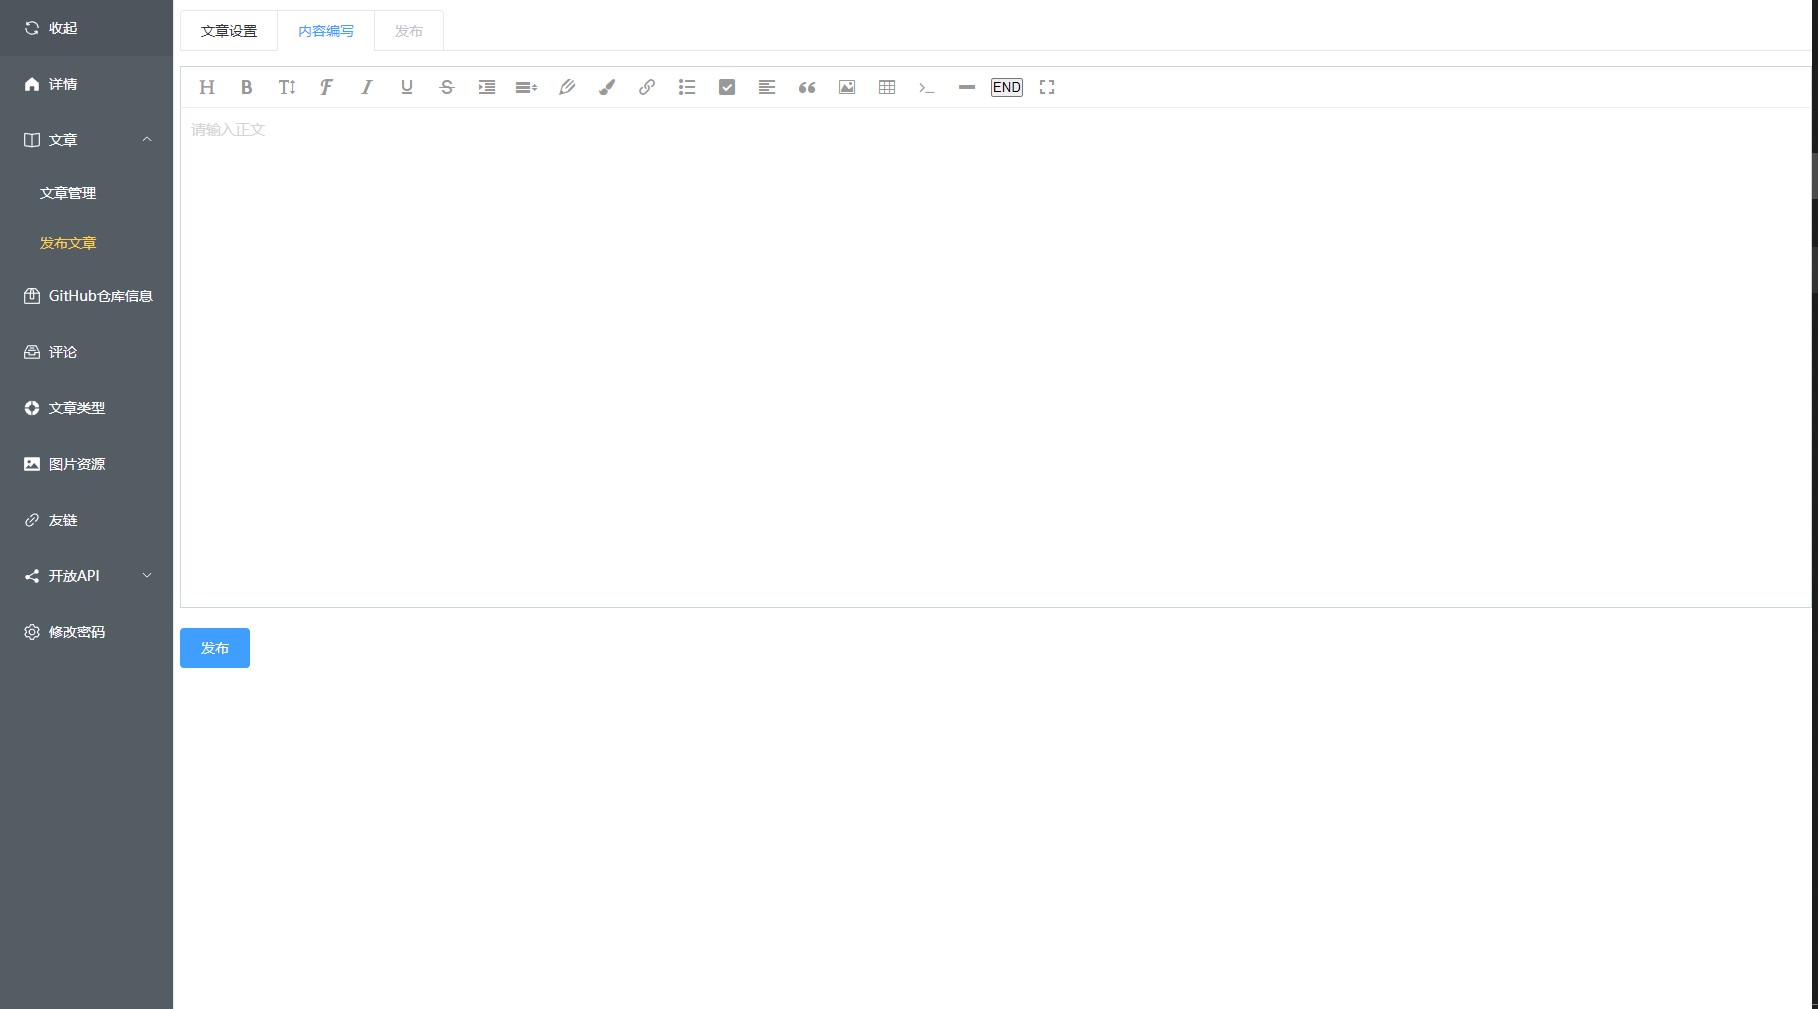 收起
详情
文章
文章管理
发布文章
GitHub仓库信息
评论
文章类型
图片资源
友链
开放API
修改密码
文章设置 内容编写 发布
END
请输入正文
发布